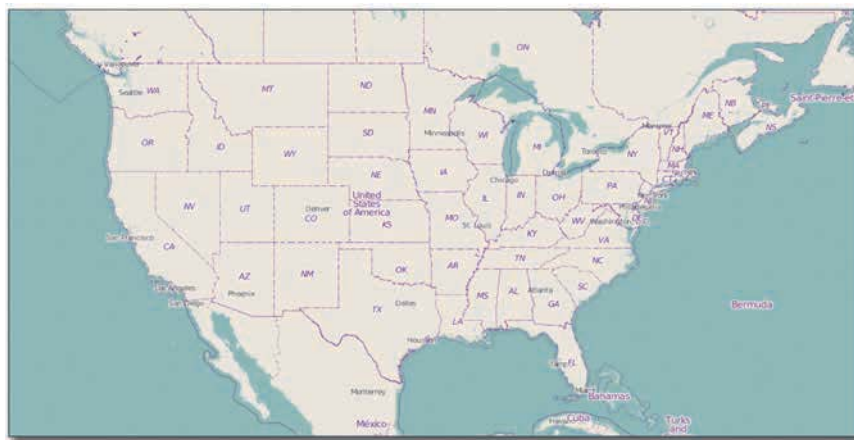 ON
Vancouver
Seattle
WA
MT
ND
MN
ME
NB
Saint-Pierre-et
NS
OR
ID
SD
Minneapolis
WI
MI
Toronto
NY
VT
NH
MA
WY
IA
Chicago
Detroit
CT
NV
UT
NE
IL
IN
OH
PA
United
States
of America
Denver
CO
KS
MO
St. Louis
WV
Washington
San Francisco
CA
KY
VA
AZ
NM
OK
AR
TN
NC
Los Angeles
San Diego
Phoenix
TX
Dallas
MS
AL
Atlanta
GA
SC
Bermuda
LA
FL
Monterrey
Bahamas
México
Cuba
Turks
and